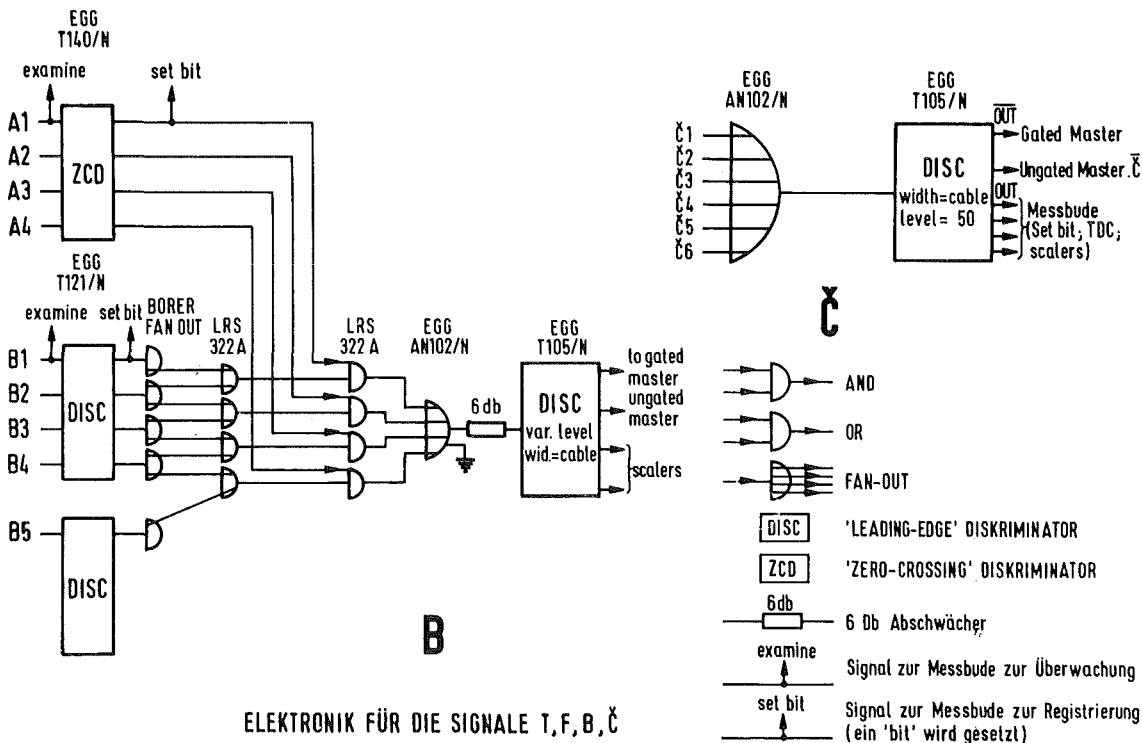 EGG
T140/N
examine
set bit
A1
A2
A3
A4
ZCD
EGG
T121/N
examine
set bit
BORER
FAN OUT
LRS
322A
LRS
322A
EGG
AN102/N
EGG
T105/N
B1
B2
B3
B4
DISC
6db
DISC
var. level
wid.=cable
to gated
master
ungated
master
scalers
B5
DISC
B
EGG
AN102/N
EGG
T105/N
Č1
Č2
Č3
Č4
Č5
Č6
DISC
width=cable
level= 50
OUT
Gated Master
Ungated Master.Č
OUT
Messbude
(Set bit, TDC,
scalers)
Č
AND
OR
FAN-OUT
DISC
'LEADING-EDGE' DISKRIMINATOR
ZCD
'ZERO-CROSSING' DISKRIMINATOR
6db
6 Db Abschwächer
examine
Signal zur Messbude zur Überwachung
set bit
Signal zur Messbude zur Registrierung
(ein 'bit' wird gesetzt)
ELEKTRONIK FÜR DIE SIGNALE T,F,B,Č